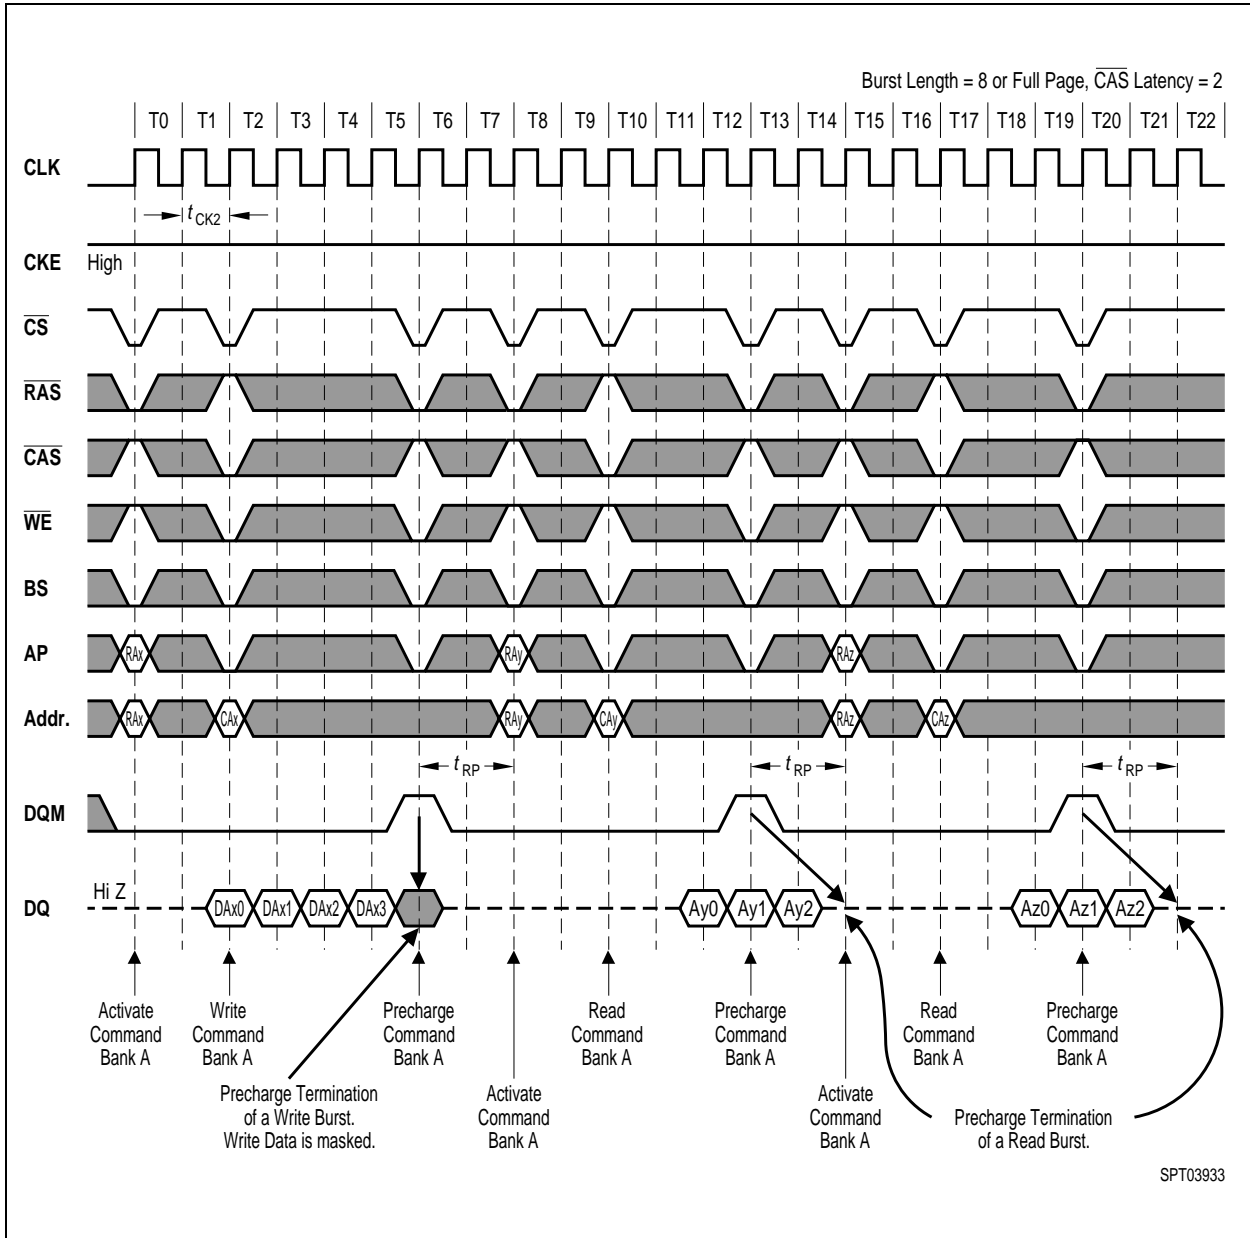 Burst Length = 8 or Full Page, CAS Latency = 2
T0 T1 T2 T3 T4 T5 T6 T7 T8 T9 T10 T11 T12 T13 T14 T15 T16 T17 T18 T19 T20 T21 T22
CLK
t CK2
CKE High
CS
RAS
CAS
WE
BS
AP RAx RAy RAz
Addr. RAx CAx RAy CAy RAz CAz
t RP t RP t RP
DQM
Hi Z
DQ DAx0 DAx1 DAx2 DAx3 Ay0 Ay1 Ay2 Az0 Az1 Az2
Activate
Command
Bank A
Write
Command
Bank A
Precharge
Command
Bank A
Read
Command
Bank A
Precharge
Command
Bank A
Read
Command
Bank A
Precharge
Command
Bank A
Precharge Termination
of a Write Burst.
Write Data is masked.
Activate
Command
Bank A
Activate
Command
Bank A
Precharge Termination
of a Read Burst.
SPT03933